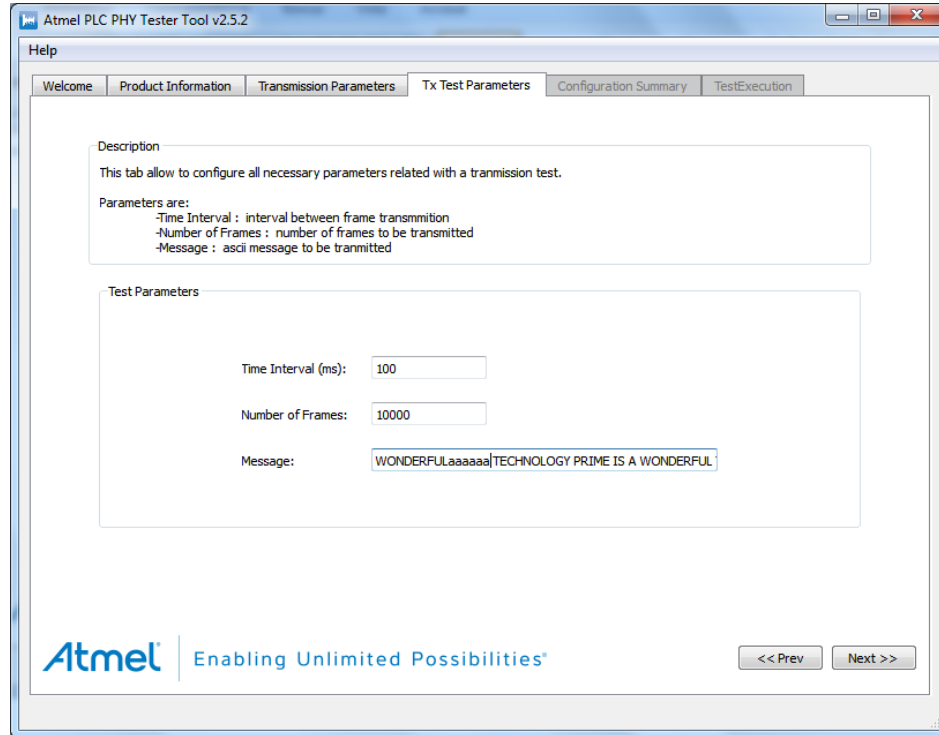 Atmel PLC PHY Tester Tool v2.5.2
Help
Welcome Product Information Transmission Parameters Tx Test Parameters Configuration Summary TestExecution
Description
This tab allow to configure all necessary parameters related with a tranmission test.
Parameters are:
-Time Interval : interval between frame transmmition
-Number of Frames : number of frames to be transmitted
-Message : ascii message to be tranmitted
Test Parameters
Time Interval (ms): 100
Number of Frames: 10000
Message: WONDERFULaaaaaa TECHNOLOGY PRIME IS A WONDERFUL
Atmel Enabling Unlimited Possibilities®
<< Prev Next >>